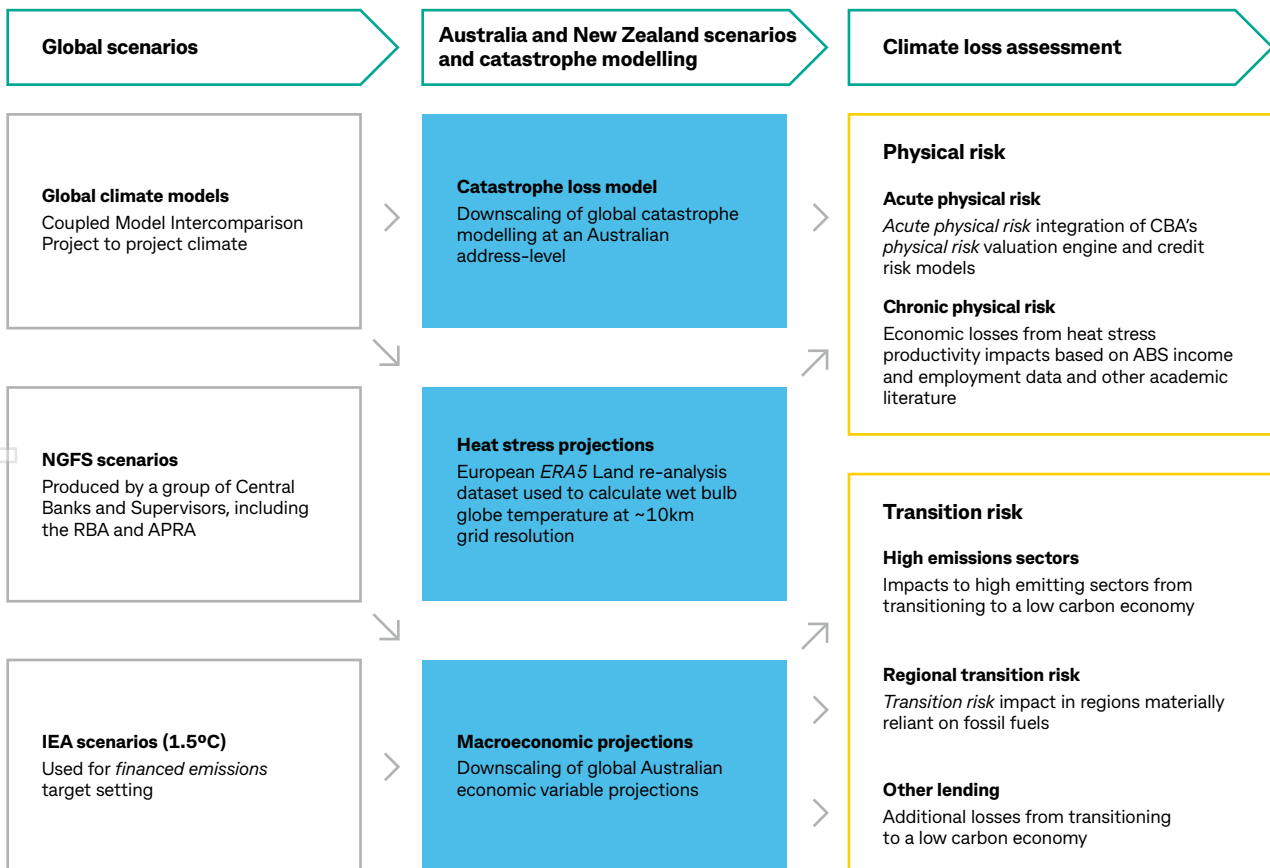 Global scenarios
Australia and New Zealand scenarios
and catastrophe modelling
Climate loss assessment
Global climate models
Coupled Model Intercomparison
Project to project climate
Catastrophe loss model
Downscaling of global catastrophe
modelling at an Australian
address-level
Physical risk
Acute physical risk
Acute physical risk integration of CBA's
physical risk valuation engine and credit
risk models
Chronic physical risk
Economic losses from heat stress
productivity impacts based on ABS income
and employment data and other academic
literature
NGFS scenarios
Produced by a group of Central
Banks and Supervisors, including
the RBA and APRA
Heat stress projections
European ERA5 Land re-analysis
dataset used to calculate wet bulb
globe temperature at ~10km
grid resolution
Transition risk
High emissions sectors
Impacts to high emitting sectors from
transitioning to a low carbon economy
Regional transition risk
Transition risk impact in regions materially
reliant on fossil fuels
Other lending
Additional losses from transitioning
to a low carbon economy
IEA scenarios (1.5ºC)
Used for financed emissions
target setting
Macroeconomic projections
Downscaling of global Australian
economic variable projections